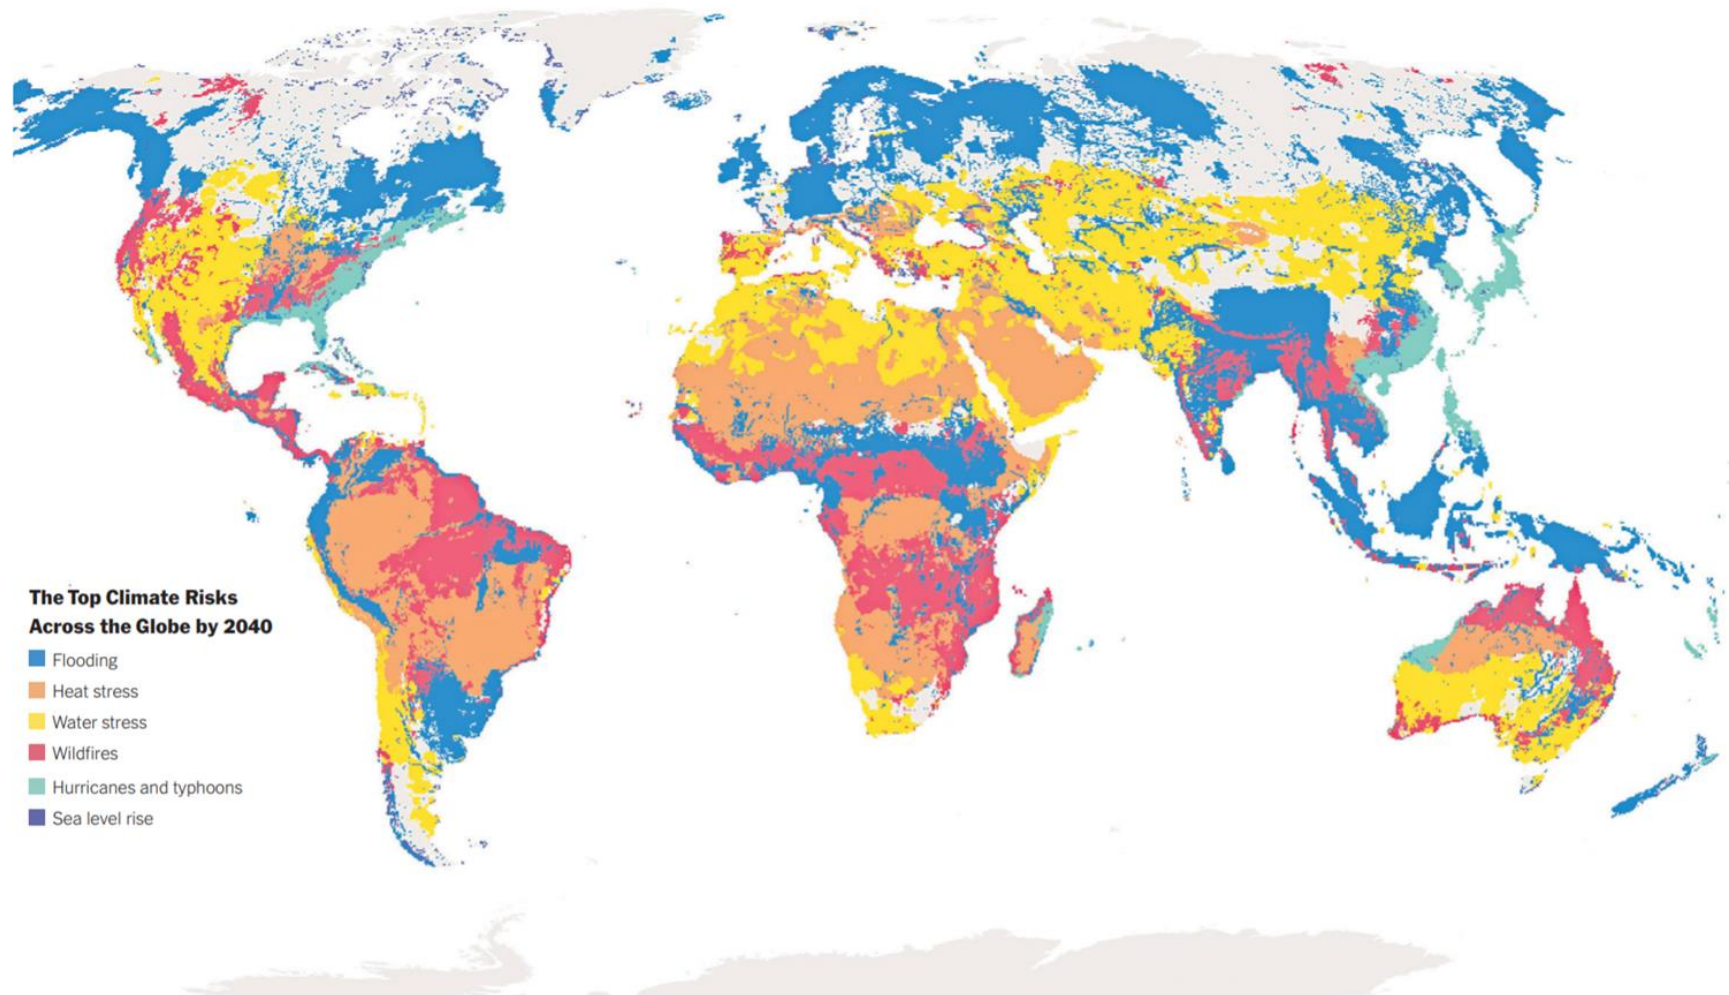 The Top Climate Risks
Across the Globe by 2040
Flooding
Heat stress
Water stress
Wildfires
Hurricanes and typhoons
Sea level rise